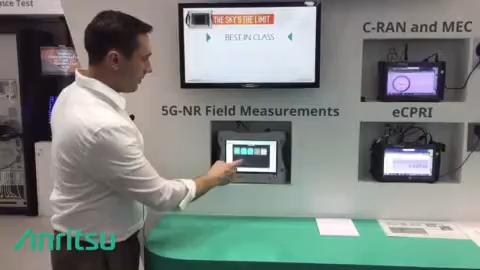 THE SKY'S THE LIMIT
BEST IN CLASS
C-RAN and MEC
5G-NR Field Measurements
eCPRI
nce Test
Anritsu